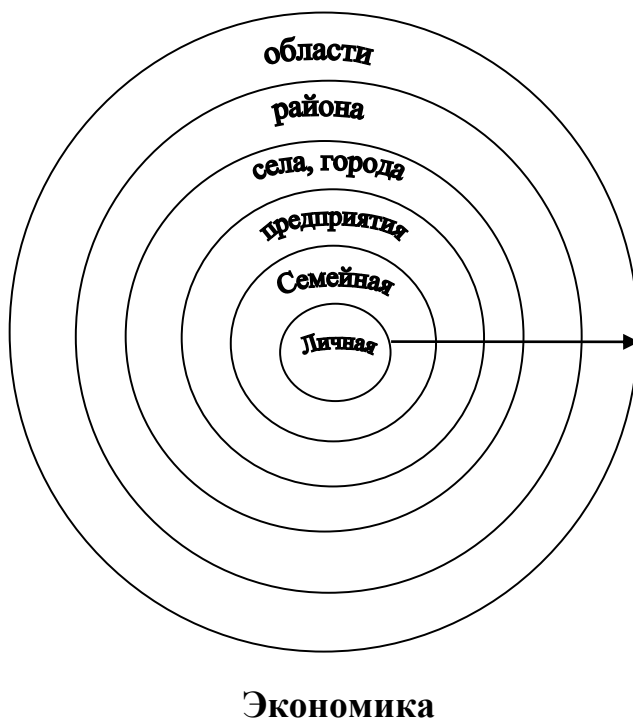 области
района
села, города
предприятия
Семейная
Личная
Экономика